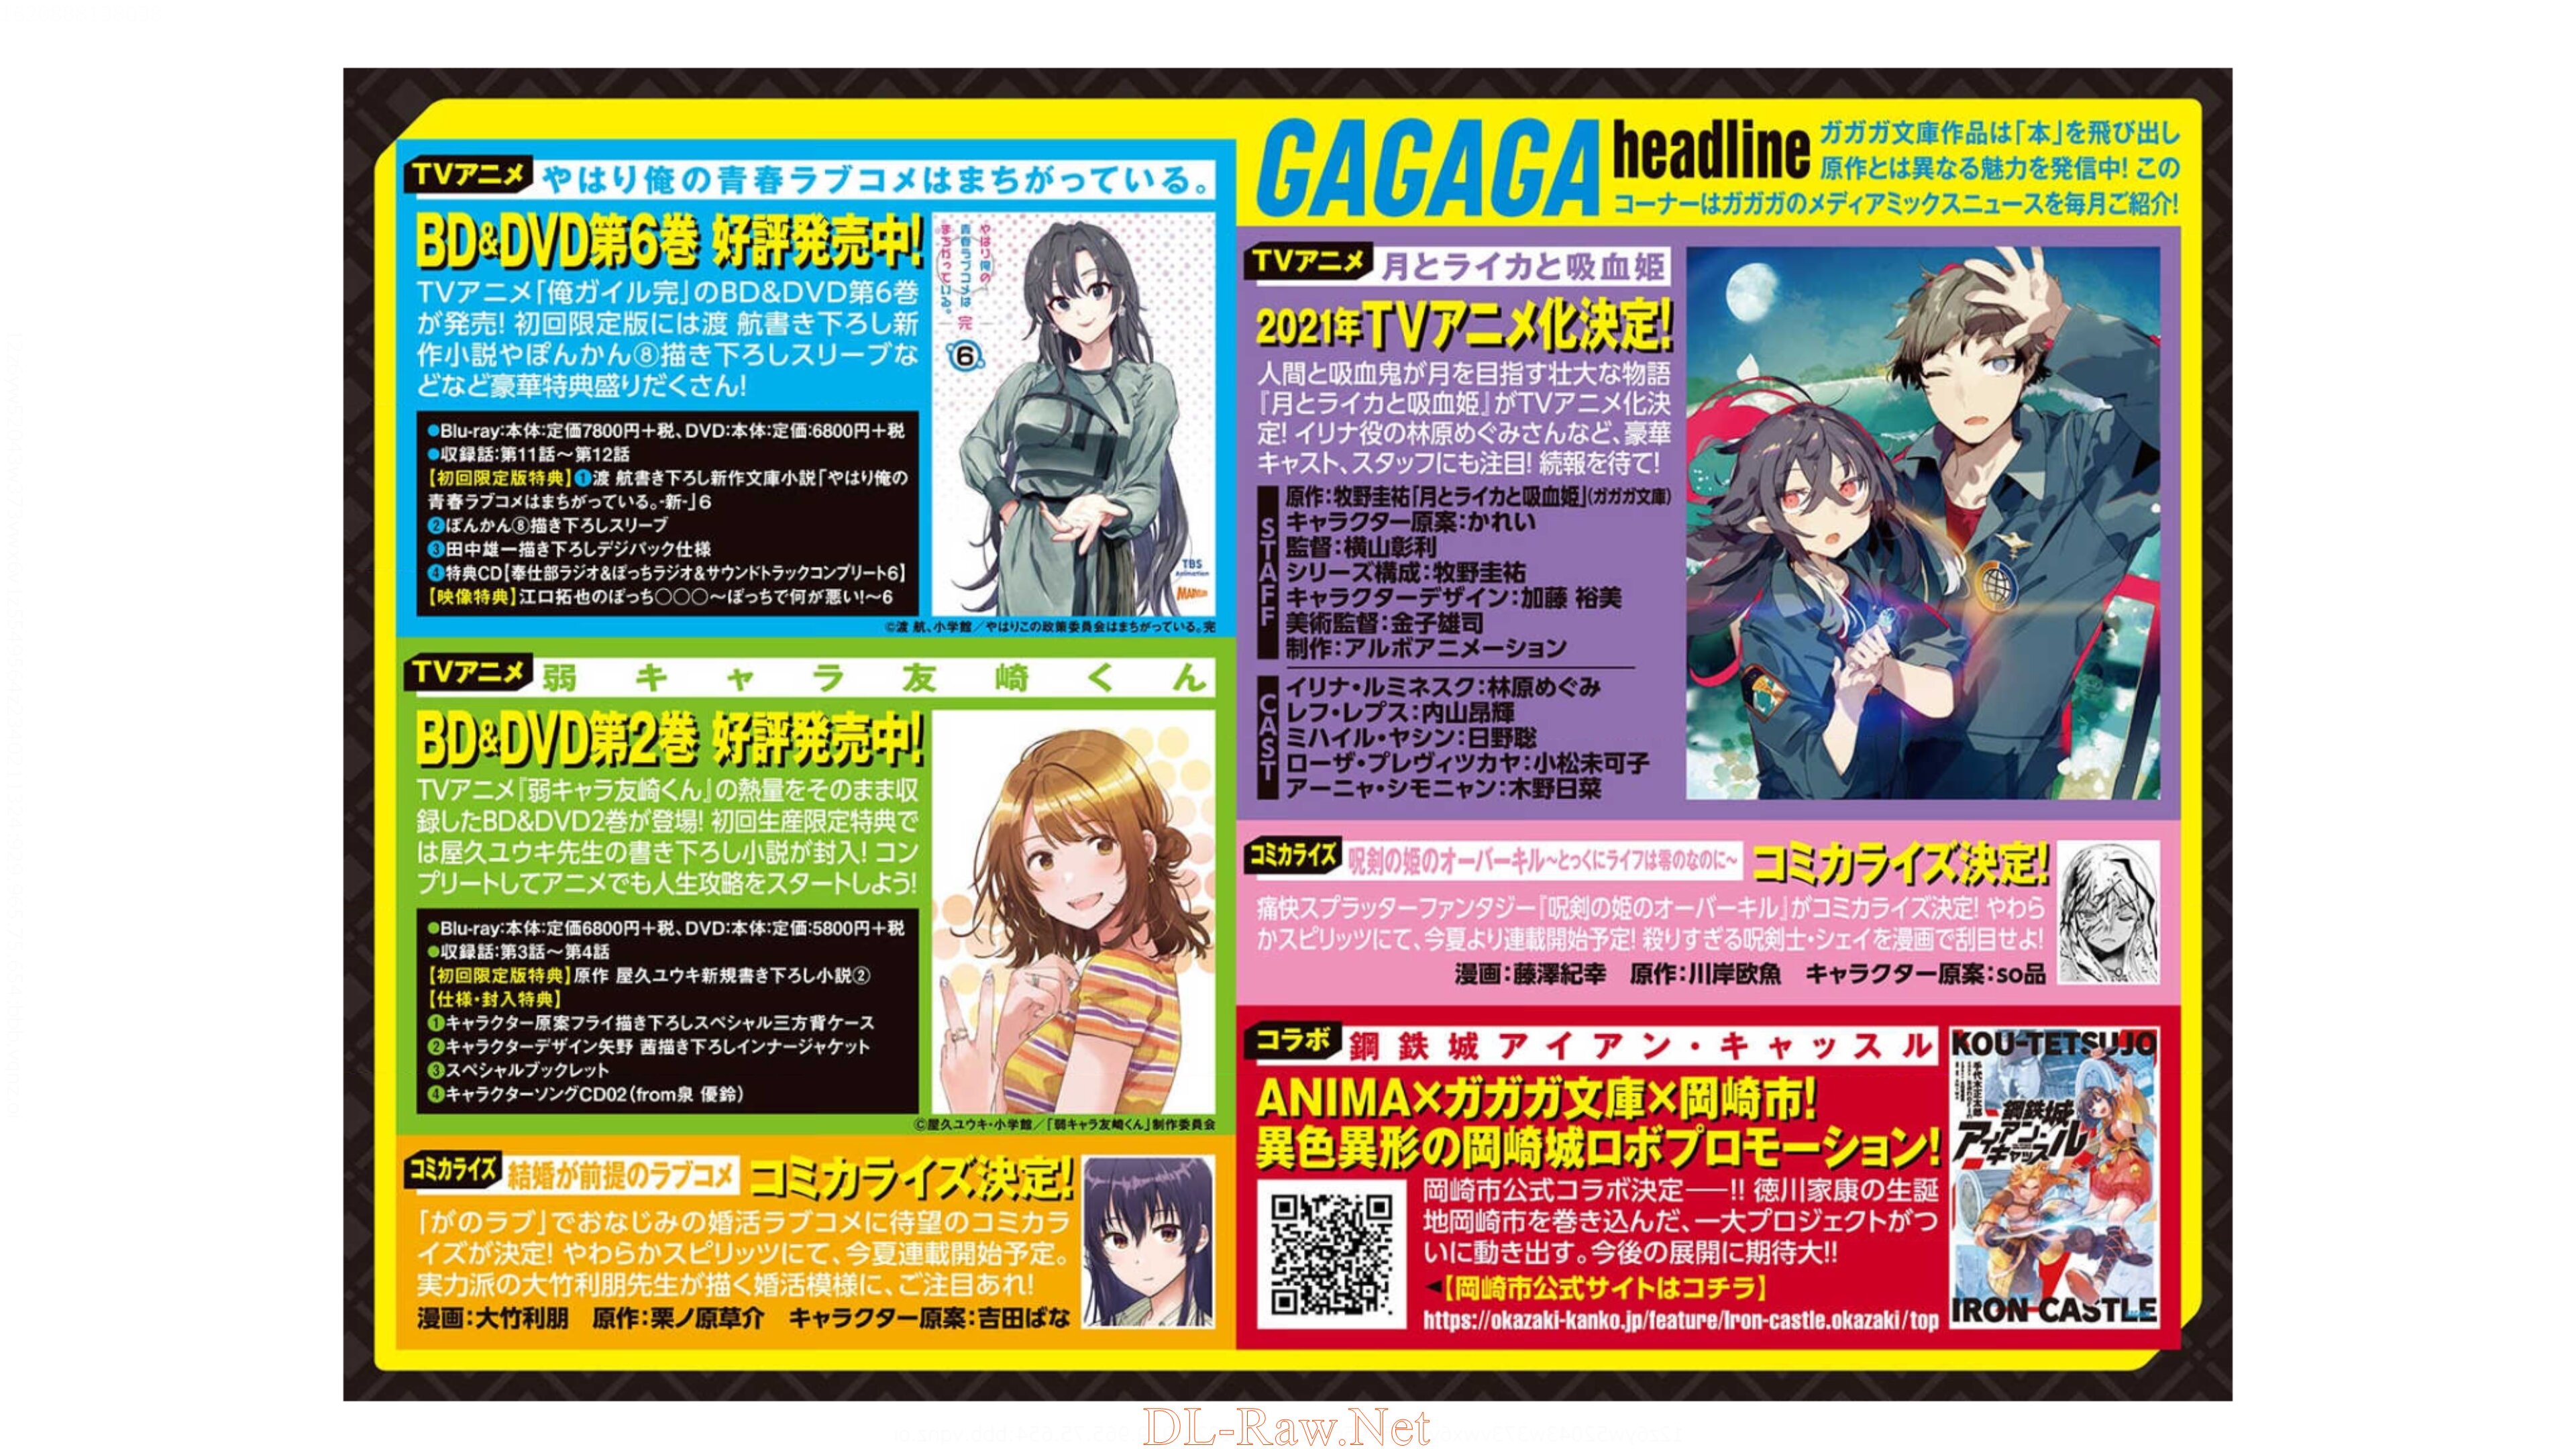 GAGAGA headline
ガガガ文庫作品は「本」を飛び出し
原作とは異なる魅力を発信中!この
コーナーはガガガのメディアミックスニュースを毎月ご紹介!
TVアニメ やはり俺の青春ラブコメはまちがっている。
BD&DVD第6巻 好評発売中!
TVアニメ「俺ガイル完」のBD&DVD第6巻
が発売! 初回限定版には渡 航書き下ろし新
作小説やぽんかん⑧描き下ろしスリーブな
どなど豪華特典盛りだくさん!
●Blu-ray:本体:定価7800円+税、DVD:本体:定価:6800円+税
●収録話:第11話〜第12話
【初回限定版特典】❶渡 航書き下ろし新作文庫小説「やはり俺の
青春ラブコメはまちがっている。-新-」6
❷ぽんかん⑧描き下ろしスリーブ
❸田中雄一描き下ろしデジパック仕様
❹特典CD【奉仕部ラジオ&ぼっちラジオ&サウンドトラックコンプリート6】
【映像特典】江口拓也のぼっち○○○〜ぼっちで何が悪い!〜6
やはり俺の
青春ラブコメは
まちがっている。
完
6
TBS
Animation
©渡 航、小学館/やはりこの政策委員会はまちがっている。完
TVアニメ 弱キャラ友崎くん
BD&DVD第2巻 好評発売中!
TVアニメ『弱キャラ友崎くん』の熱量をそのまま収
録したBD&DVD2巻が登場! 初回生産限定特典で
は屋久ユウキ先生の書き下ろし小説が封入! コン
プリートしてアニメでも人生攻略をスタートしよう!
●Blu-ray:本体:定価6800円+税、DVD:本体:定価:5800円+税
●収録話:第3話〜第4話
【初回限定版特典】原作 屋久ユウキ新規書き下ろし小説②
【仕様・封入特典】
❶キャラクター原案フライ描き下ろしスペシャル三方背ケース
❷キャラクターデザイン矢野 茜描き下ろしインナージャケット
❸スペシャルブックレット
❹キャラクターソングCD02(from泉 優鈴)
©屋久ユウキ・小学館/「弱キャラ友崎くん」制作委員会
コミカライズ 結婚が前提のラブコメ コミカライズ決定!
「がのラブ」でおなじみの婚活ラブコメに待望のコミカラ
イズが決定! やわらかスピリッツにて、今夏連載開始予定。
実力派の大竹利朋先生が描く婚活模様に、ご注目あれ!
漫画:大竹利朋 原作:栗ノ原草介 キャラクター原案:吉田ばな
TVアニメ 月とライカと吸血姫
2021年TVアニメ化決定!
人間と吸血鬼が月を目指す壮大な物語
『月とライカと吸血姫』がTVアニメ化決
定! イリナ役の林原めぐみさんなど、豪華
キャスト、スタッフにも注目! 続報を待て!
STAFF
原作:牧野圭祐「月とライカと吸血姫」(ガガガ文庫)
キャラクター原案:かれい
監督:横山彰利
シリーズ構成:牧野圭祐
キャラクターデザイン:加藤 裕美
美術監督:金子雄司
制作:アルボアニメーション
CAST
イリナ・ルミネスク:林原めぐみ
レフ・レプス:内山昂輝
ミハイル・ヤシン:日野聡
ローザ・プレヴィツカヤ:小松未可子
アーニャ・シモニャン:木野日菜
コミカライズ 呪剣の姫のオーバーキル〜とっくにライフは零のなのに〜 コミカライズ決定!
痛快スプラッターファンタジー『呪剣の姫のオーバーキル』がコミカライズ決定! やわら
かスピリッツにて、今夏より連載開始予定! 殺りすぎる呪剣士・シェイを漫画で刮目せよ!
漫画:藤澤紀幸 原作:川岸欧魚 キャラクター原案:so品
コラボ 鋼鉄城アイアン・キャッスル
ANIMA×ガガガ文庫×岡崎市!
異色異形の岡崎城ロボプロモーション!
岡崎市公式コラボ決定——!! 徳川家康の生誕
地岡崎市を巻き込んだ、一大プロジェクトがつ
いに動き出す。今後の展開に期待大!!
◀【岡崎市公式サイトはコチラ】
https://okazaki-kanko.jp/feature/Iron-castle.okazaki/top
KOU-TETSUJO
手代木正太郎
鋼鉄城
アイアン・
キャッスル
IRON CASTLE
DL-Raw.Net